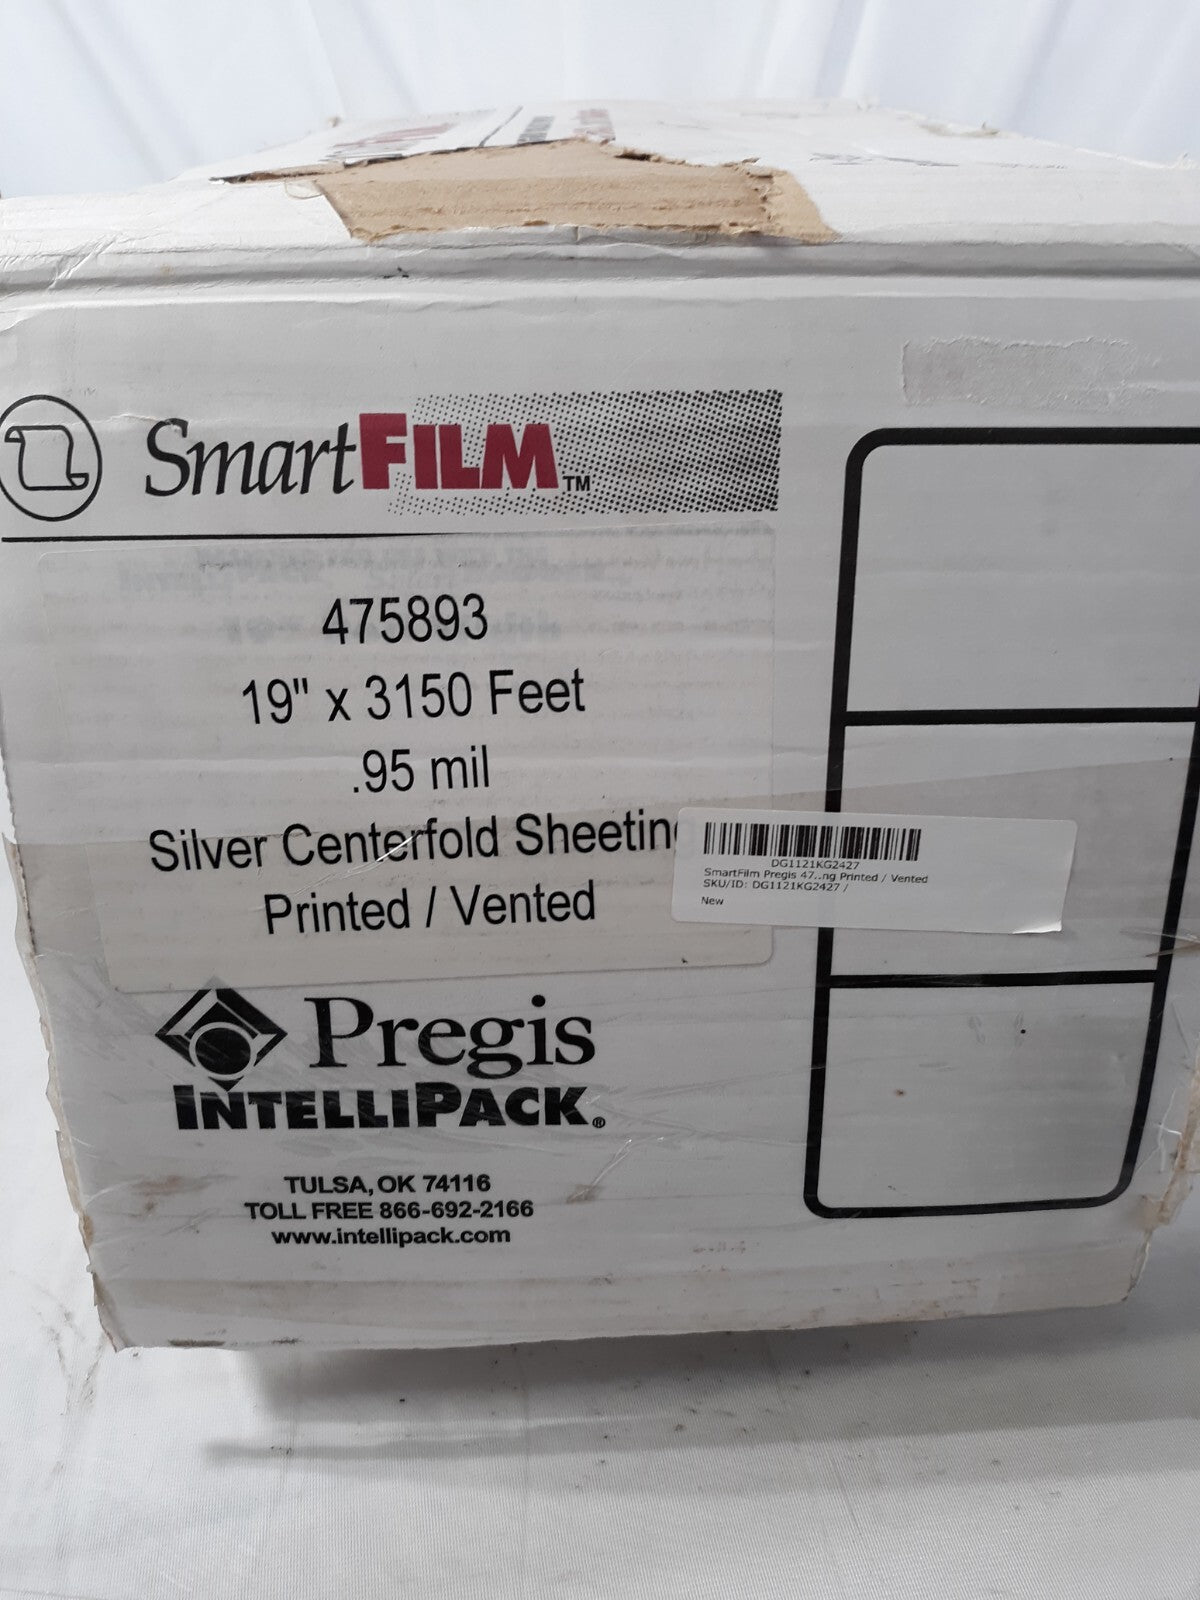 SmartFILM™
475893
19" x 3150 Feet
.95 mil
Silver Centerfold Sheetin
Printed / Vented
DG1121KG2427
SmartFilm Pregis 47...ng Printed / Vented
SKU/ID: DG1121KG2427 /
New
Pregis
INTELLIPACK®
TULSA, OK 74116
TOLL FREE 866-692-2166
www.intellipack.com